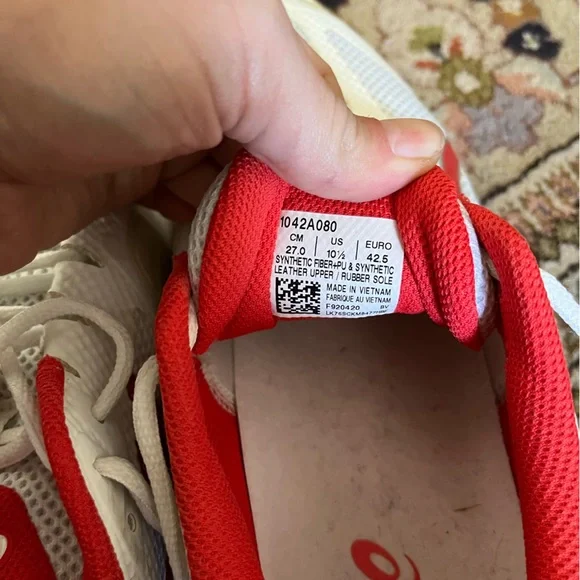 1042A080
CM | US | EURO
27.0 | 10½ | 42.5
SYNTHETIC FIBER+PU & SYNTHETIC
LEATHER UPPER / RUBBER SOLE
MADE IN VIETNAM
FABRIQUE AU VIETNAM
F920420 BV